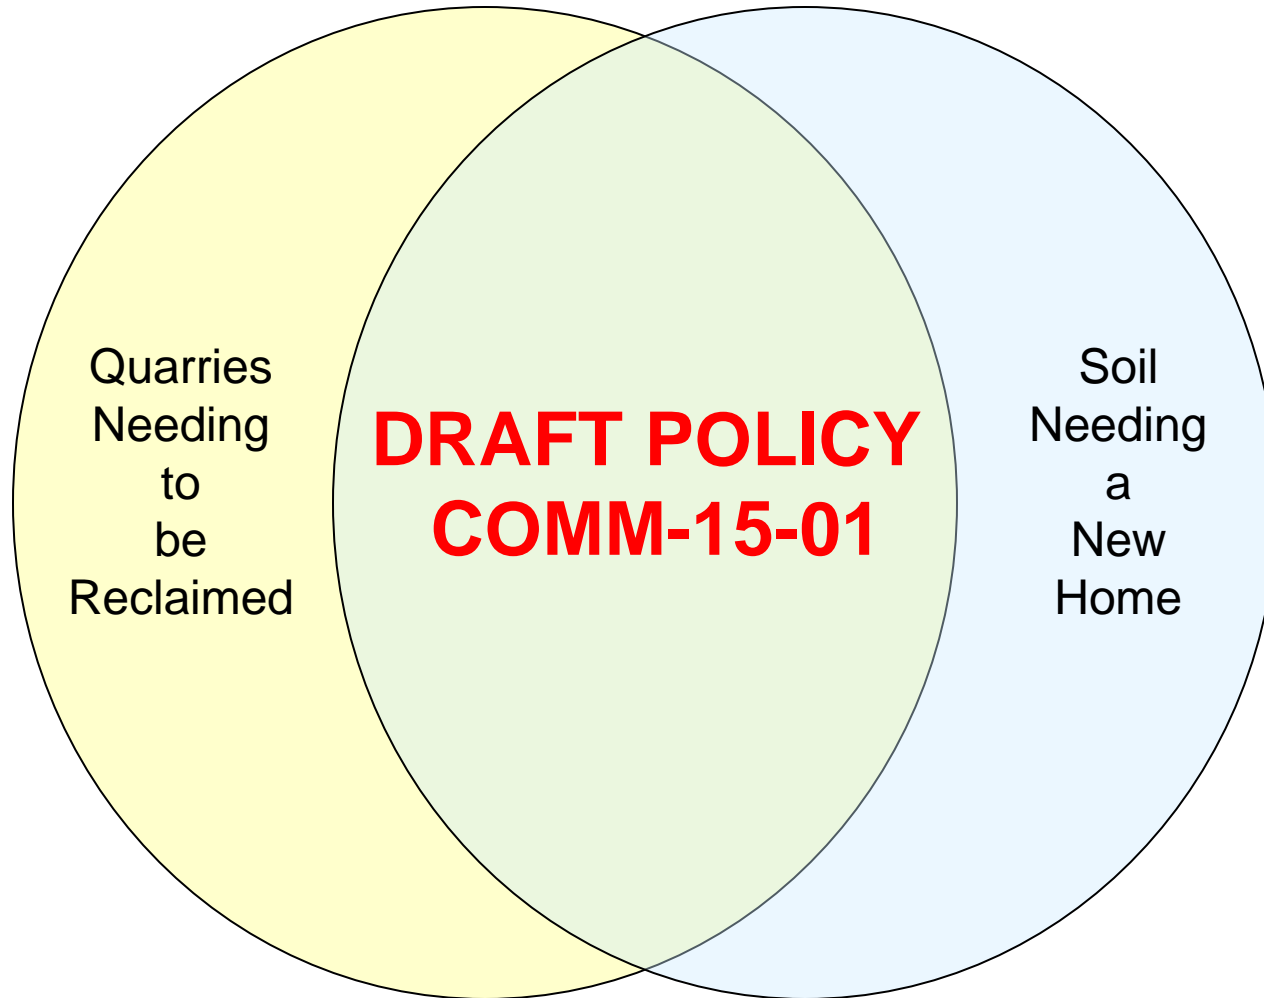 Quarries
Needing
to
be
Reclaimed
DRAFT POLICY
COMM-15-01
Soil
Needing
a
New
Home